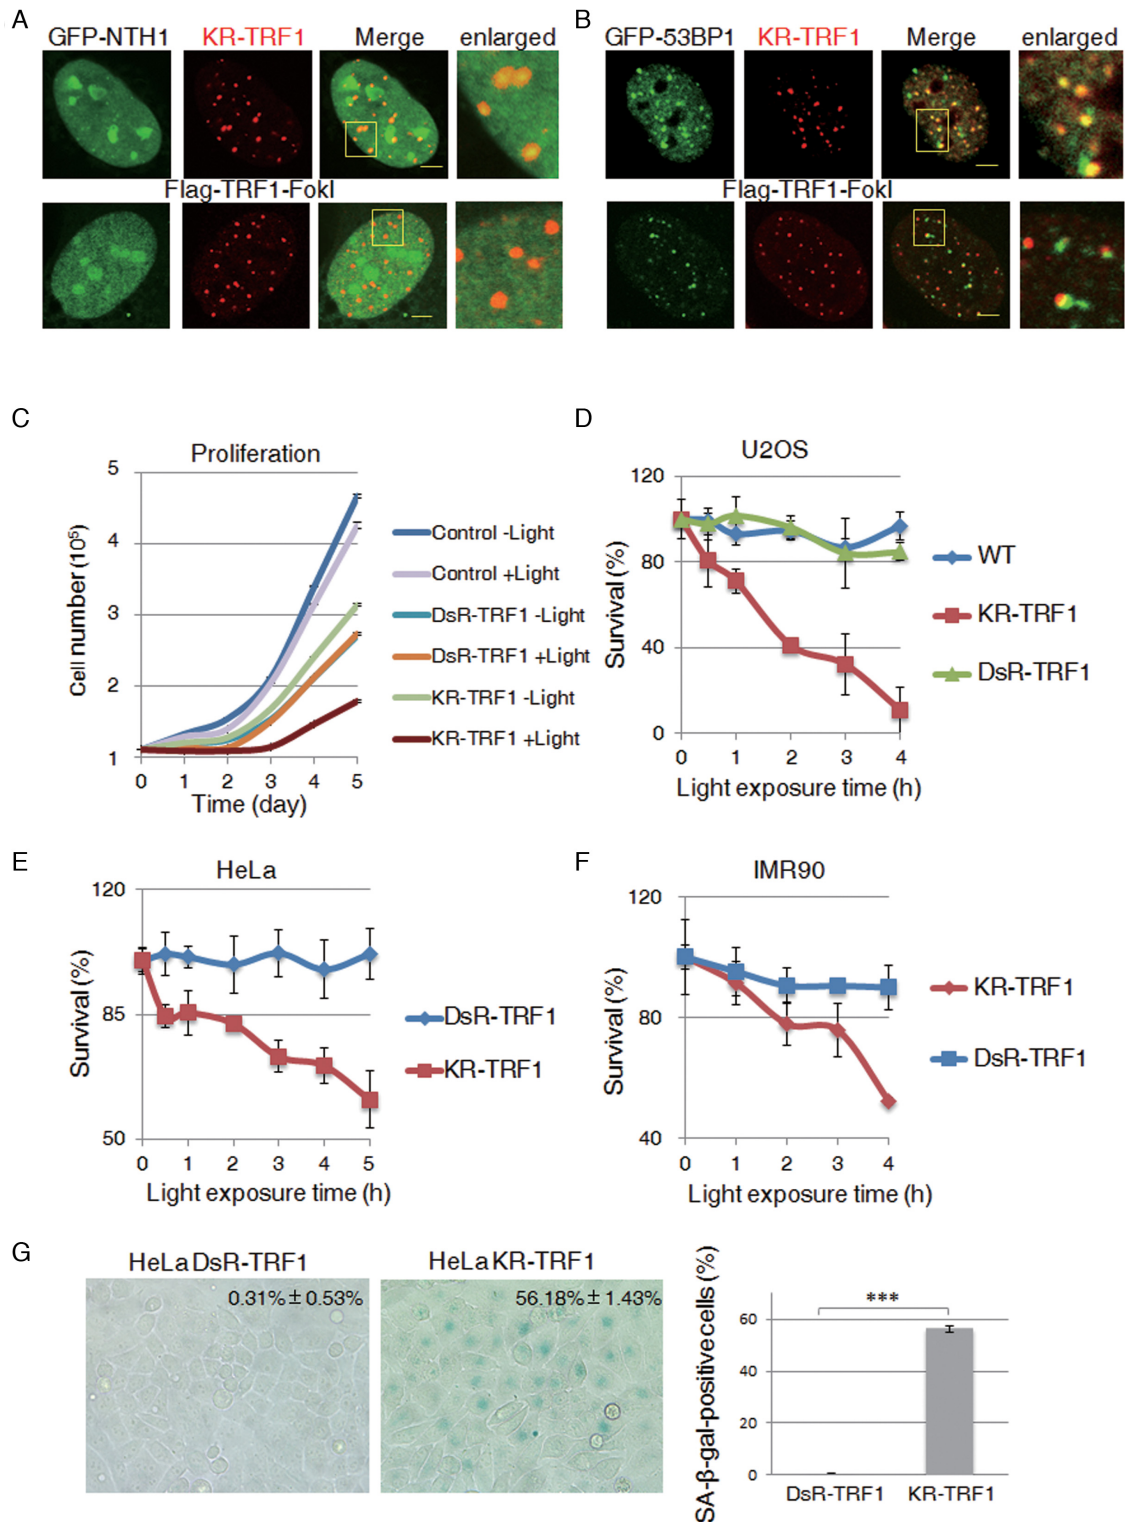 A
GFP-NTH1 KR-TRF1 Merge enlarged
Flag-TRF1-FokI
B
GFP-53BP1 KR-TRF1 Merge enlarged
Flag-TRF1-FokI
C
Proliferation
Cell number (10⁵)
5
4
3
2
1
0 1 2 3 4 5
Time (day)
Control -Light
Control +Light
DsR-TRF1 -Light
DsR-TRF1 +Light
KR-TRF1 -Light
KR-TRF1 +Light
D
U2OS
Survival (%)
120
80
40
0
0 1 2 3 4
Light exposure time (h)
WT
KR-TRF1
DsR-TRF1
E
HeLa
Survival (%)
120
85
50
0 1 2 3 4 5
Light exposure time (h)
DsR-TRF1
KR-TRF1
F
IMR90
Survival (%)
120
80
40
0 1 2 3 4
Light exposure time (h)
KR-TRF1
DsR-TRF1
G
HeLa DsR-TRF1
0.31% ± 0.53%
HeLa KR-TRF1
56.18% ± 1.43%
SA-β-gal-positivecells (%)
***
60
40
20
0
DsR-TRF1 KR-TRF1